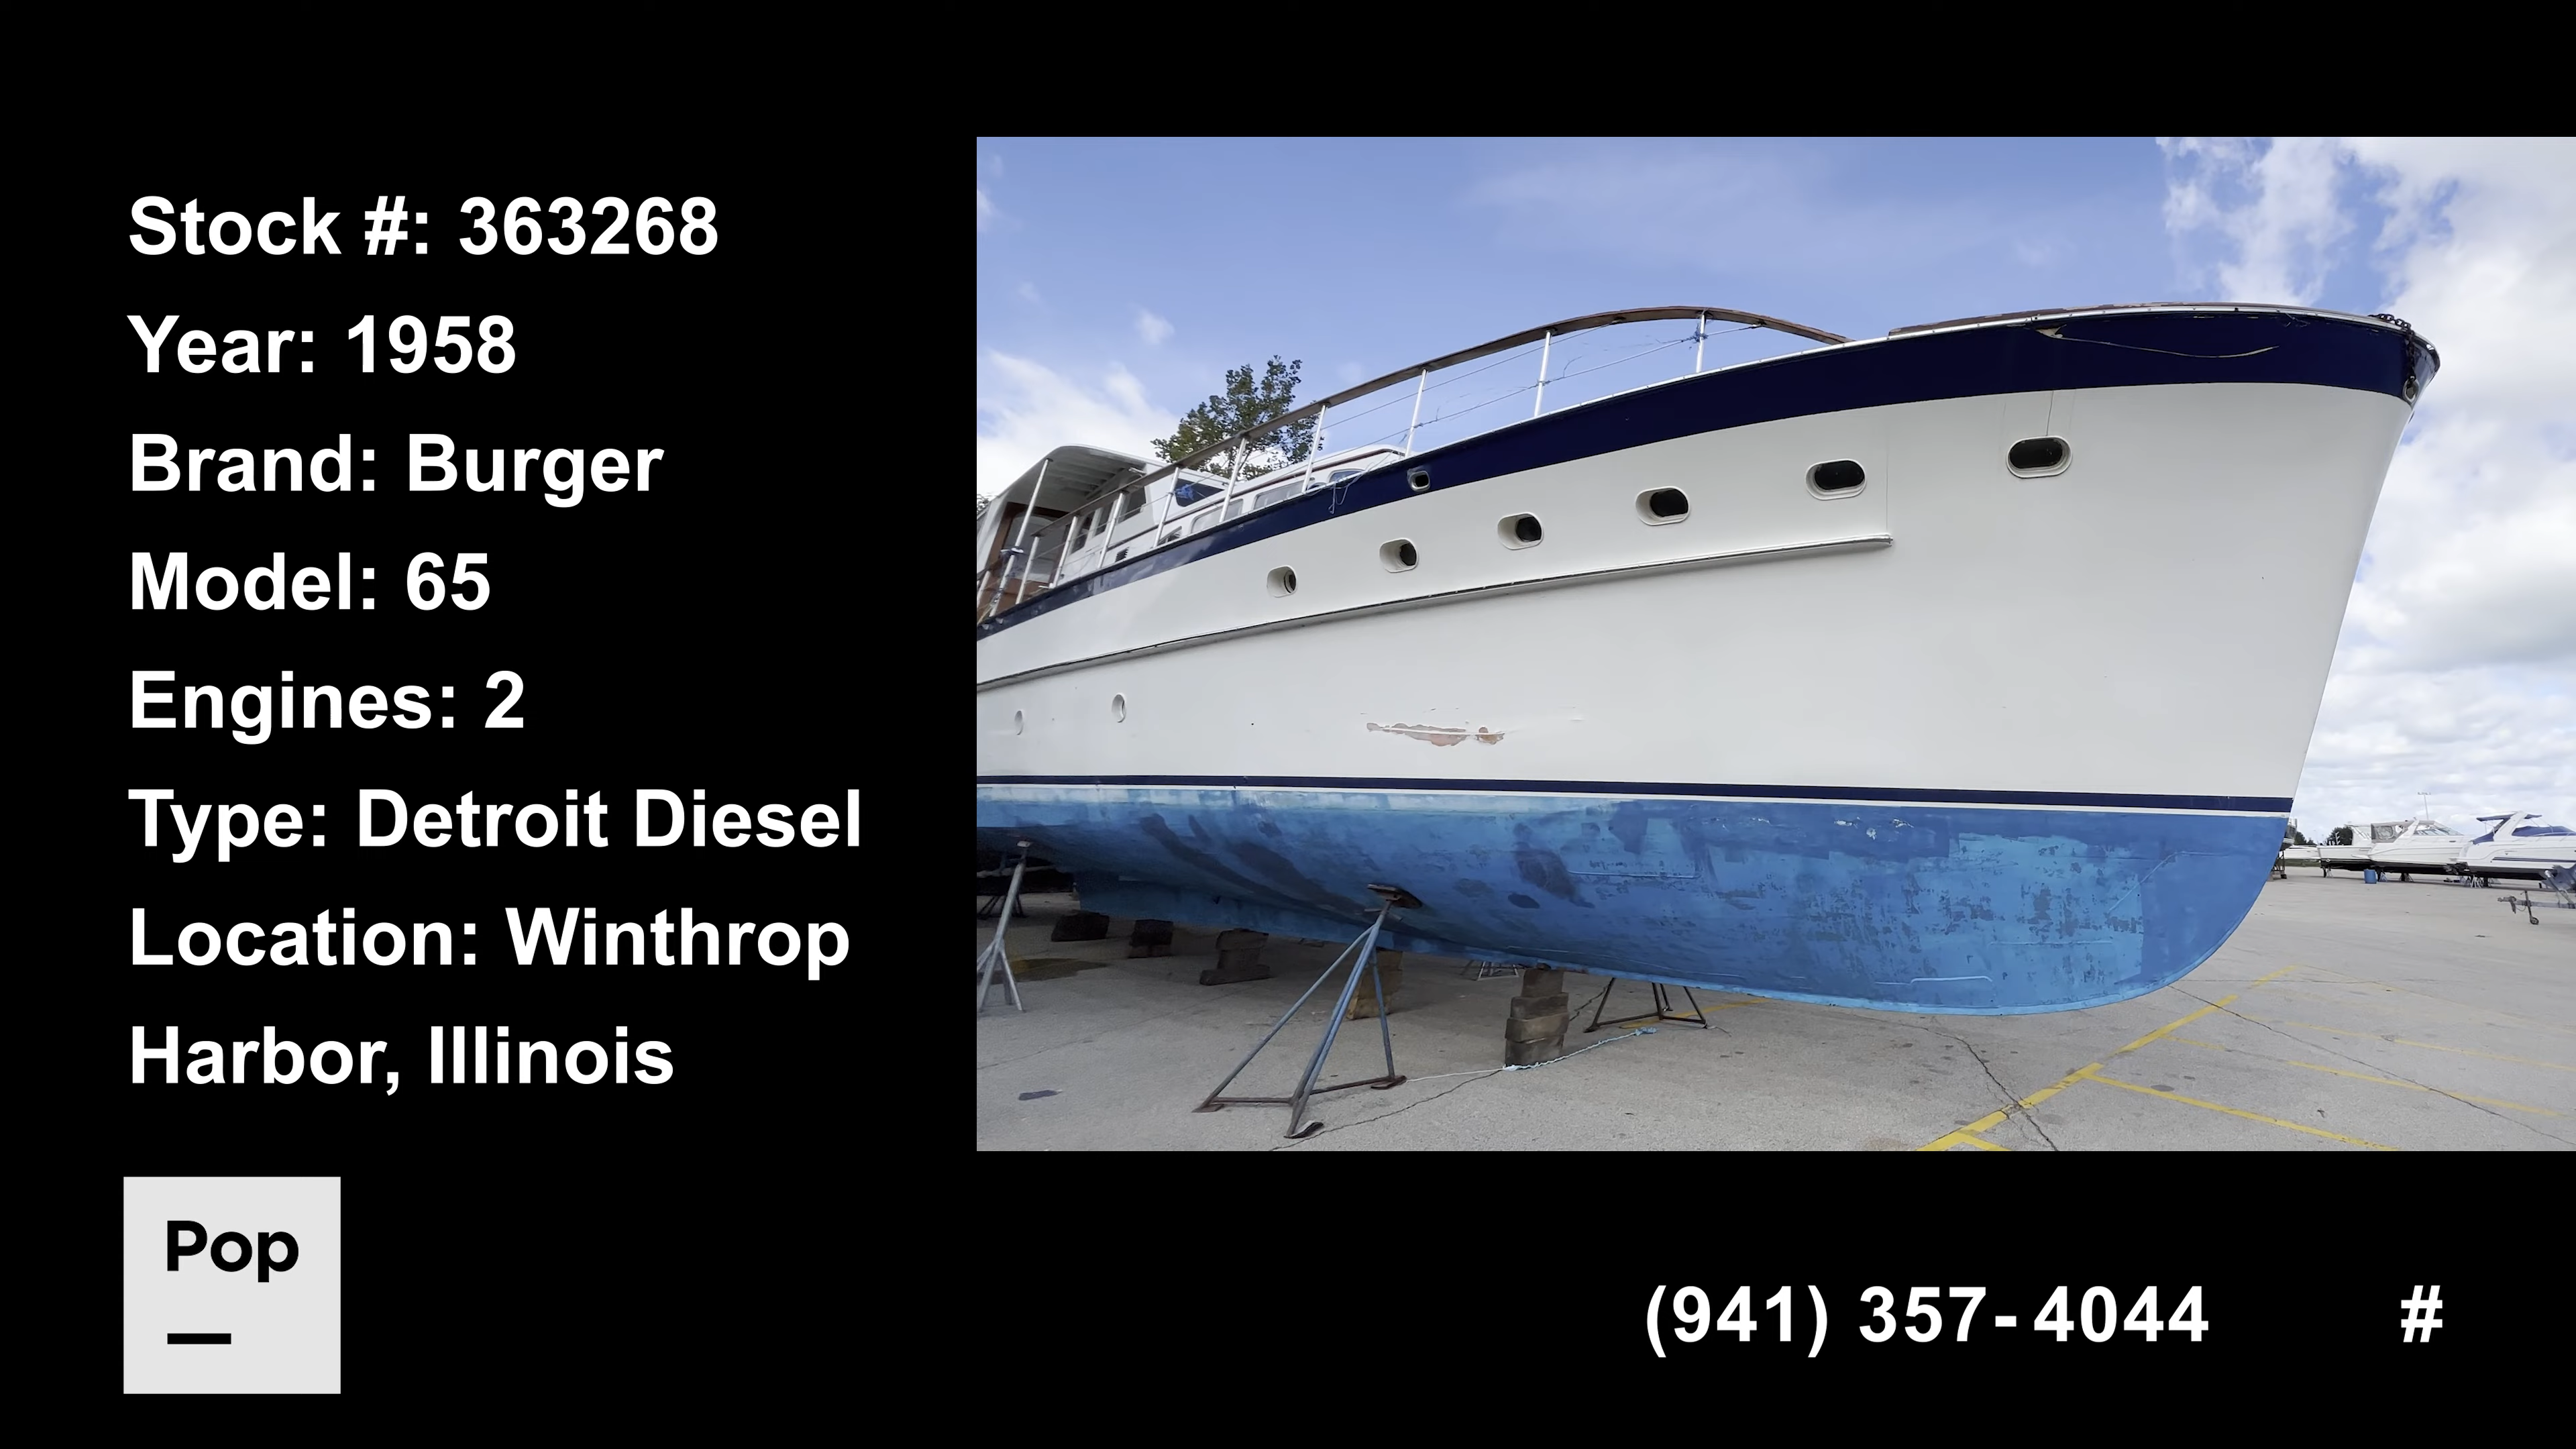 Stock #: 363268
Year: 1958
Brand: Burger
Model: 65
Engines: 2
Type: Detroit Diesel
Location: Winthrop
Harbor, Illinois
Pop
(941) 357-4044 #